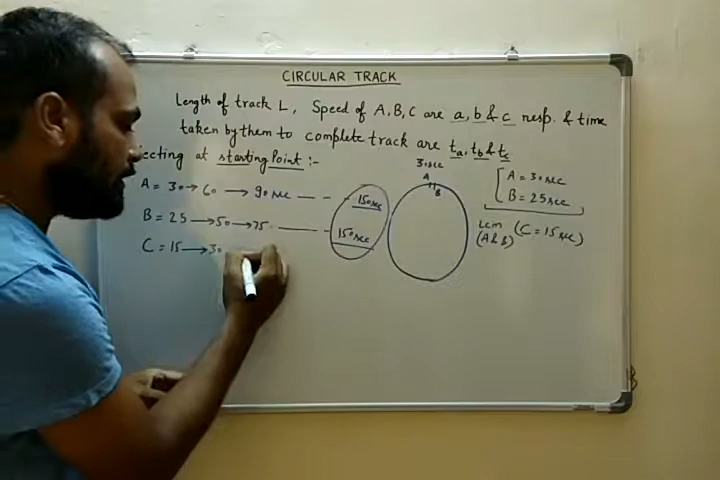 CIRCULAR TRACK
Length of track L, Speed of A, B, C are a, b & c resp. & time
taken by them to complete track are ta, tb & tc
eeting at starting Point :-
30 sec
A
B
A = 30 → 60 → 90 sec — — — 150 sec
B = 25 → 50 → 75 ——— 150 sec
C = 15 → 30
A = 30 sec
B = 25 sec
Lcm (A & B) (C = 15 sec)